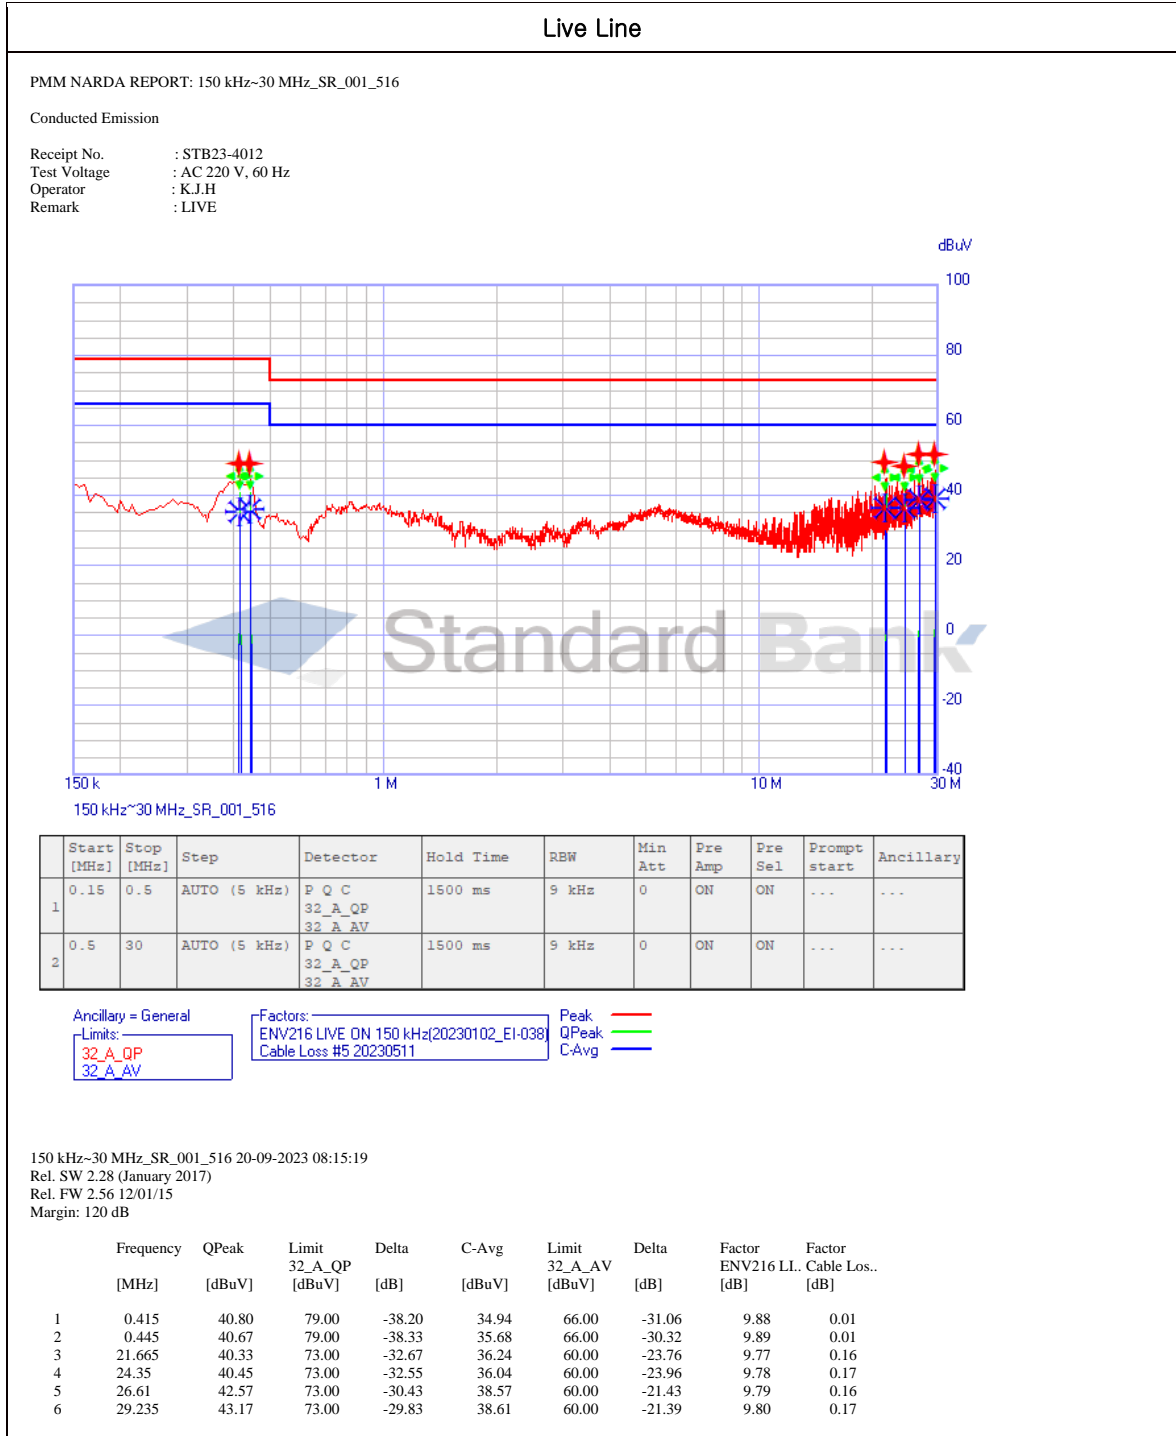 Live Line
PMM NARDA REPORT: 150 kHz~30 MHz_SR_001_516
Conducted Emission
Receipt No. : STB23-4012
Test Voltage : AC 220 V, 60 Hz
Operator : K.J.H
Remark : LIVE
dBuV
100
80
60
40
20
0
-20
-40
Standard Bank
150 k 1 M 10 M 30 M
150 kHz~30 MHz_SR_001_516
Start [MHz] Stop [MHz] Step Detector Hold Time RBW Min Att Pre Amp Pre Sel Prompt start Ancillary
1 0.15 0.5 AUTO (5 kHz) P Q C 1500 ms 9 kHz 0 ON ON ... ...
32_A_QP
32_A_AV
2 0.5 30 AUTO (5 kHz) P Q C 1500 ms 9 kHz 0 ON ON ... ...
32_A_QP
32_A_AV
Ancillary = General
Limits:
32_A_QP
32_A_AV
Factors:
ENV216 LIVE ON 150 kHz(20230102_EI-038)
Cable Loss #5 20230511
Peak
QPeak
C-Avg
150 kHz~30 MHz_SR_001_516 20-09-2023 08:15:19
Rel. SW 2.28 (January 2017)
Rel. FW 2.56 12/01/15
Margin: 120 dB
Frequency QPeak Limit Delta C-Avg Limit Delta Factor Factor
32_A_QP 32_A_AV ENV216 LI.. Cable Los..
[MHz] [dBuV] [dBuV] [dB] [dBuV] [dBuV] [dB] [dB] [dB]
1 0.415 40.80 79.00 -38.20 34.94 66.00 -31.06 9.88 0.01
2 0.445 40.67 79.00 -38.33 35.68 66.00 -30.32 9.89 0.01
3 21.665 40.33 73.00 -32.67 36.24 60.00 -23.76 9.77 0.16
4 24.35 40.45 73.00 -32.55 36.04 60.00 -23.96 9.78 0.17
5 26.61 42.57 73.00 -30.43 38.57 60.00 -21.43 9.79 0.16
6 29.235 43.17 73.00 -29.83 38.61 60.00 -21.39 9.80 0.17